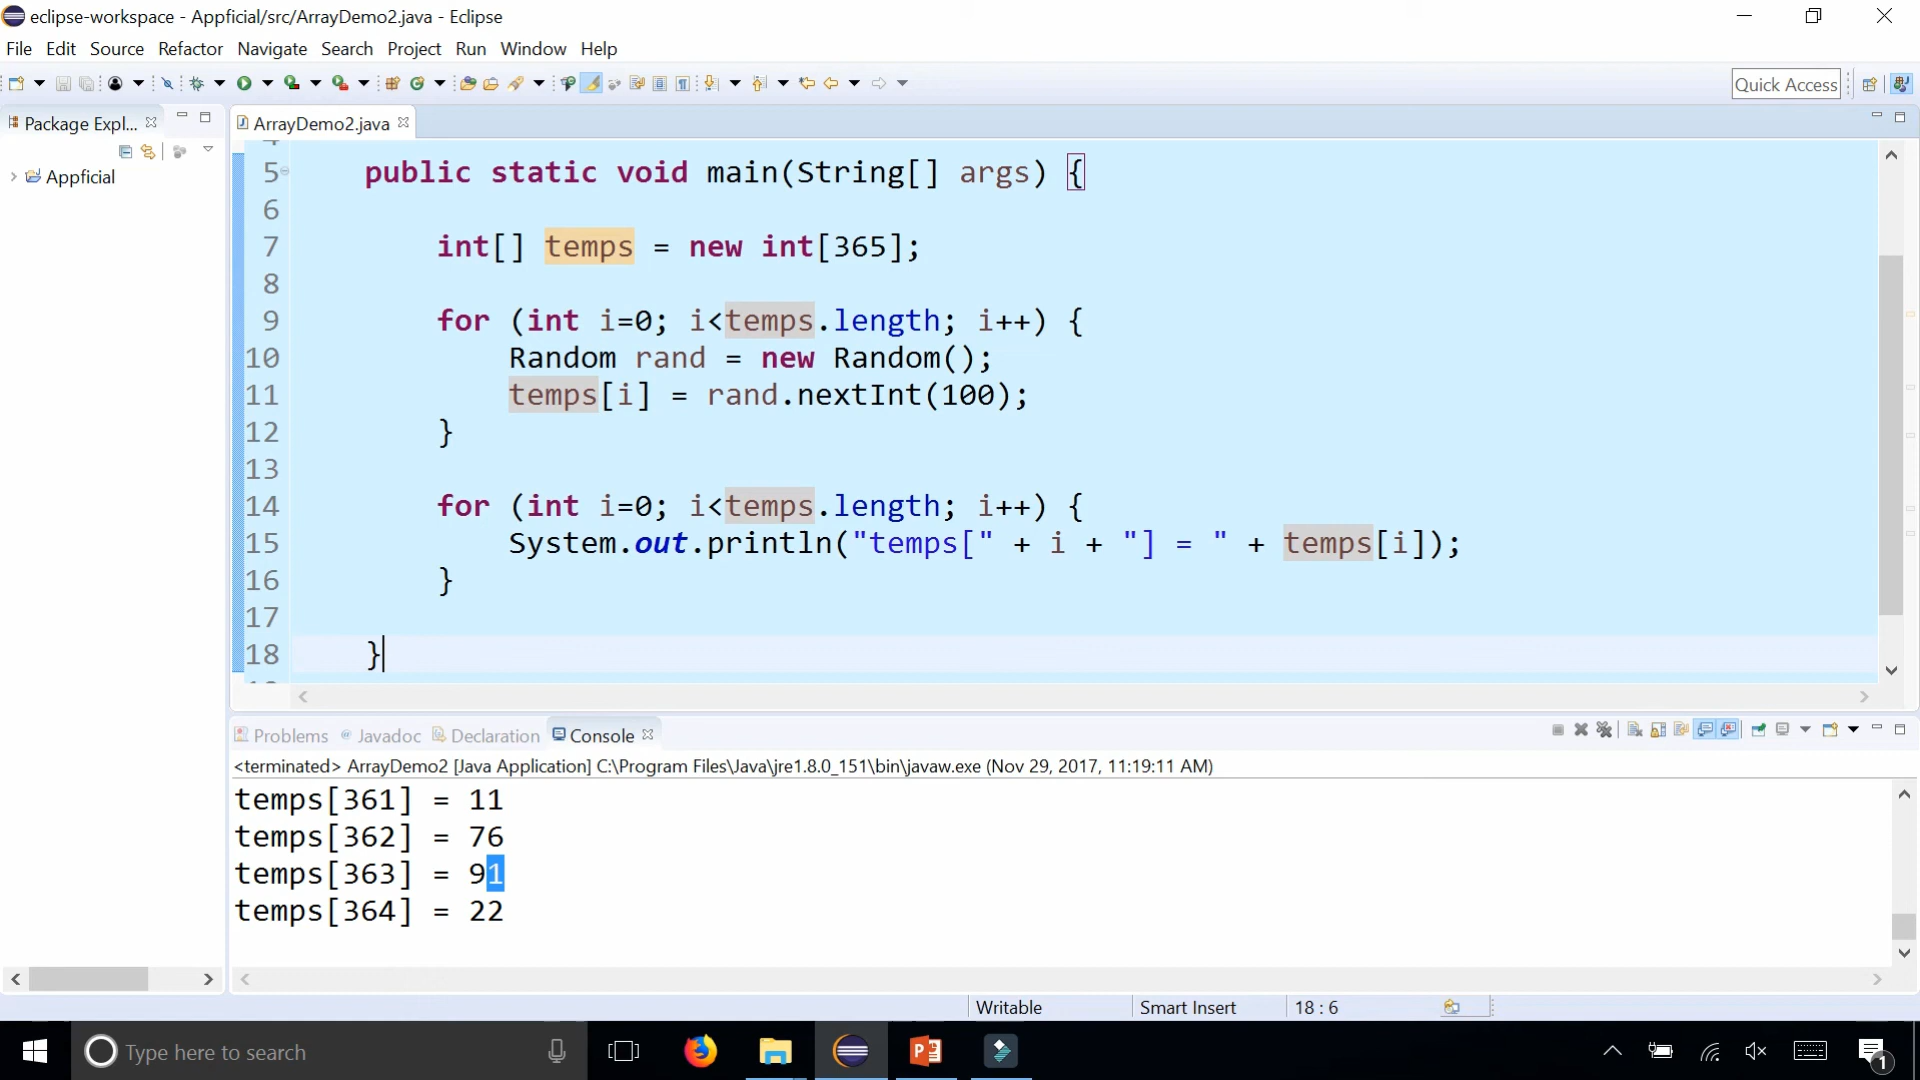 eclipse-workspace - Appficial/src/ArrayDemo2.java - Eclipse
File Edit Source Refactor Navigate Search Project Run Window Help
Quick Access
Package Expl...
ArrayDemo2.java
Appficial
5 public static void main(String[] args) {
6
7 int[] temps = new int[365];
8
9 for (int i=0; i<temps.length; i++) {
10 Random rand = new Random();
11 temps[i] = rand.nextInt(100);
12 }
13
14 for (int i=0; i<temps.length; i++) {
15 System.out.println("temps[" + i + "] = " + temps[i]);
16 }
17
18 }
Problems Javadoc Declaration Console
<terminated> ArrayDemo2 [Java Application] C:\Program Files\Java\jre1.8.0_151\bin\javaw.exe (Nov 29, 2017, 11:19:11 AM)
temps[361] = 11
temps[362] = 76
temps[363] = 91
temps[364] = 22
Writable Smart Insert 18 : 6
Type here to search
1